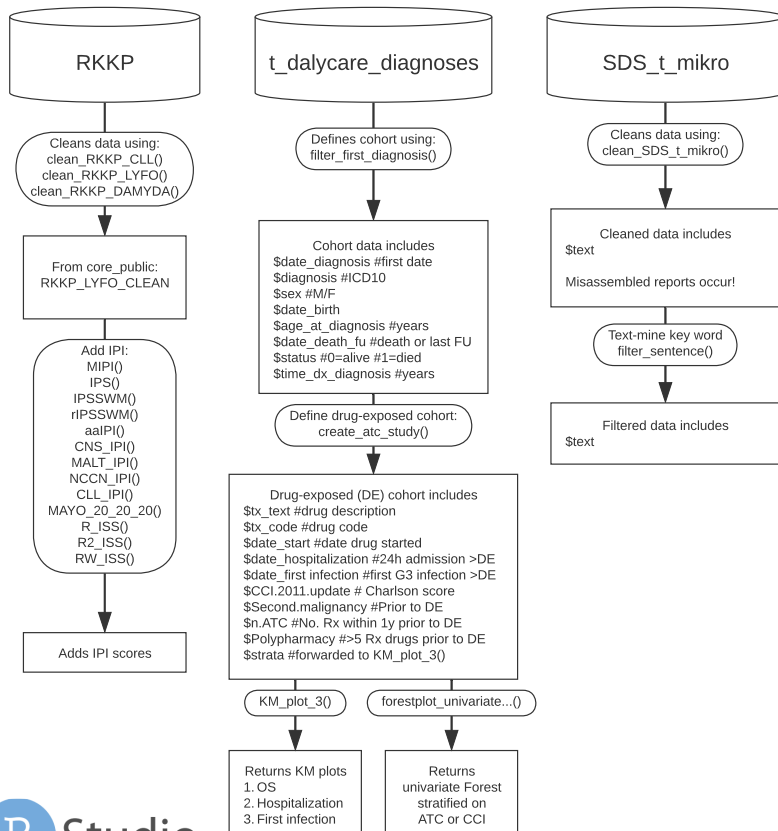 RKKP
Cleans data using:
clean_RKKP_CLL()
clean_RKKP_LYFO()
clean_RKKP_DAMYDA()
From core_public:
RKKP_LYFO_CLEAN
Add IPI:
MIPI()
IPS()
IPSSWM()
rIPSSWM()
aaIPI()
CNS_IPI()
MALT_IPI()
NCCN_IPI()
CLL_IPI()
MAYO_20_20_20()
R_ISS()
R2_ISS()
RW_ISS()
Adds IPI scores
t_dalycare_diagnoses
Defines cohort using:
filter_first_diagnosis()
Cohort data includes
$date_diagnosis #first date
$diagnosis #ICD10
$sex #M/F
$date_birth
$age_at_diagnosis #years
$date_death_fu #death or last FU
$status #0=alive #1=died
$time_dx_diagnosis #years
Define drug-exposed cohort:
create_atc_study()
Drug-exposed (DE) cohort includes
$tx_text #drug description
$tx_code #drug code
$date_start #date drug started
$date_hospitalization #24h admission >DE
$date_first infection #first G3 infection >DE
$CCI.2011.update # Charlson score
$Second.malignancy #Prior to DE
$n.ATC #No. Rx within 1y prior to DE
$Polypharmacy #>5 Rx drugs prior to DE
$strata #forwarded to KM_plot_3()
KM_plot_3()
Returns KM plots
1. OS
2. Hospitalization
3. First infection
forestplot_univariate...()
Returns
univariate Forest
stratified on
ATC or CCI
SDS_t_mikro
Cleans data using:
clean_SDS_t_mikro()
Cleaned data includes
$text
Misassembled reports occur!
Text-mine key word
filter_sentence()
Filtered data includes
$text
R Studio